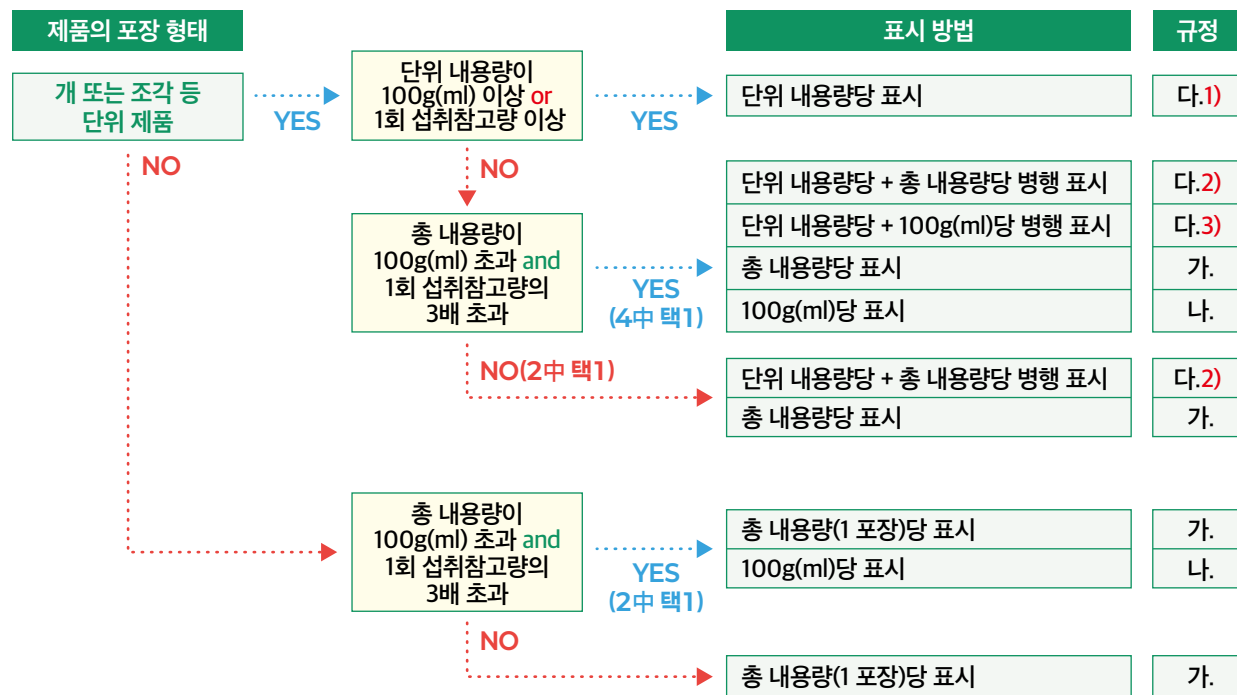 제품의 포장 형태
표시 방법
규정
개 또는 조각 등
단위 제품
YES
단위 내용량이
100g(ml) 이상 or
1회 섭취참고량 이상
YES
단위 내용량당 표시
다.1)
NO
NO
총 내용량이
100g(ml) 초과 and
1회 섭취참고량의
3배 초과
YES
(4中 택1)
단위 내용량당 + 총 내용량당 병행 표시
다.2)
단위 내용량당 + 100g(ml)당 병행 표시
다.3)
총 내용량당 표시
가.
100g(ml)당 표시
나.
NO(2中 택1)
단위 내용량당 + 총 내용량당 병행 표시
다.2)
총 내용량당 표시
가.
총 내용량이
100g(ml) 초과 and
1회 섭취참고량의
3배 초과
YES
(2中 택1)
총 내용량(1 포장)당 표시
가.
100g(ml)당 표시
나.
NO
총 내용량(1 포장)당 표시
가.